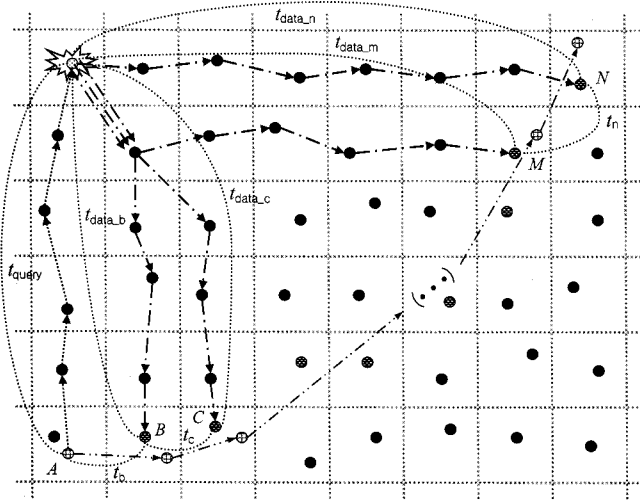 t_data_n
t_data_m
N
t_n
M
t_data_b
t_data_c
t_query
C
B
t_c
A
t_b